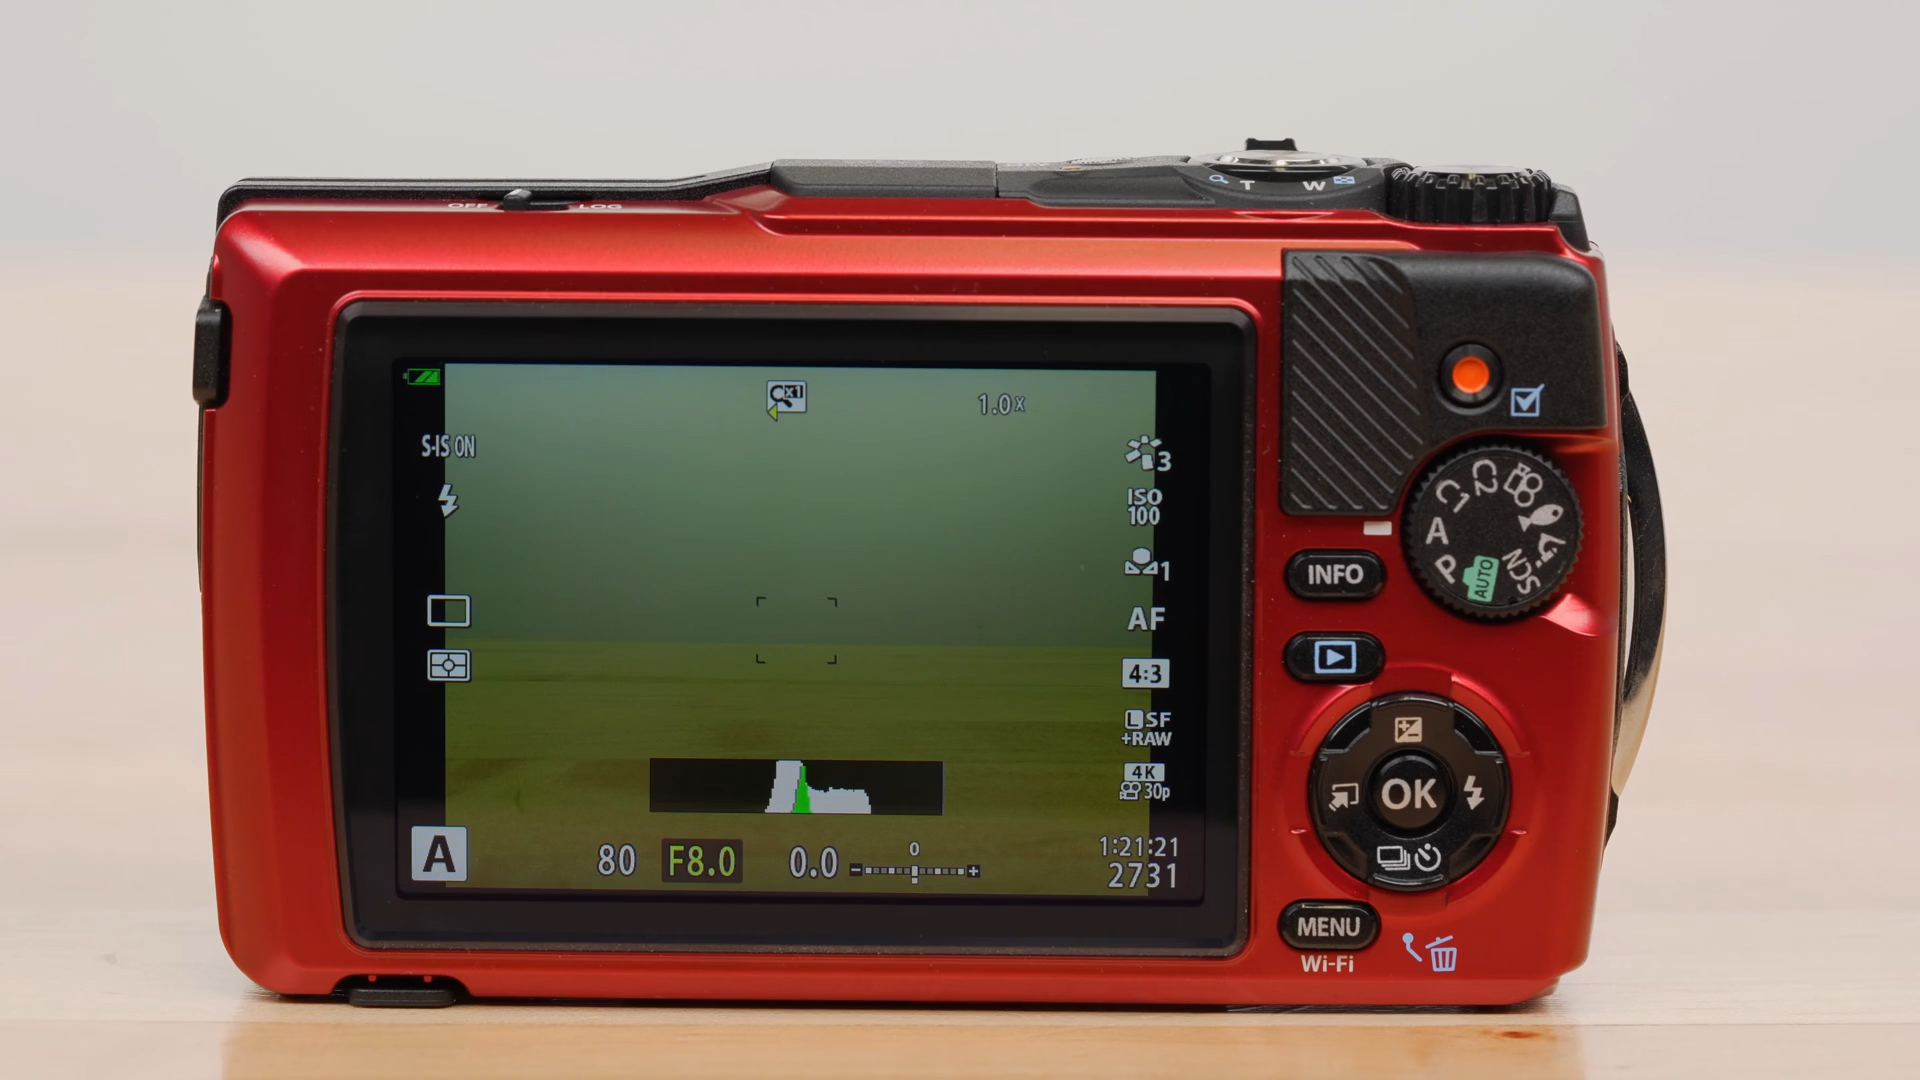 OFF
LOG
T W
x1
1.0x
S-IS ON
3
ISO
100
1
AF
4:3
L SF
+RAW
4K
30p
A
80 F8.0 0.0
0
- +
1:21:21
2731
C1
C2
A
P
AUTO
SCN
INFO
OK
MENU
Wi-Fi